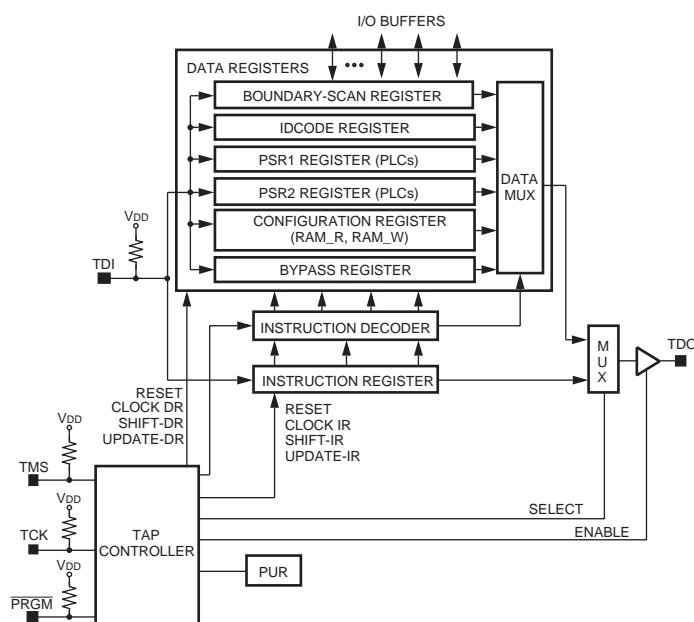 I/O BUFFERS
DATA REGISTERS
BOUNDARY-SCAN REGISTER
IDCODE REGISTER
PSR1 REGISTER (PLCs)
PSR2 REGISTER (PLCs)
CONFIGURATION REGISTER
(RAM_R, RAM_W)
BYPASS REGISTER
DATA
MUX
VDD
TDI
INSTRUCTION DECODER
INSTRUCTION REGISTER
M
U
X
TDO
RESET
CLOCK DR
SHIFT-DR
UPDATE-DR
RESET
CLOCK IR
SHIFT-IR
UPDATE-IR
VDD
TMS
VDD
TCK
VDD
PRGM
TAP
CONTROLLER
SELECT
ENABLE
PUR